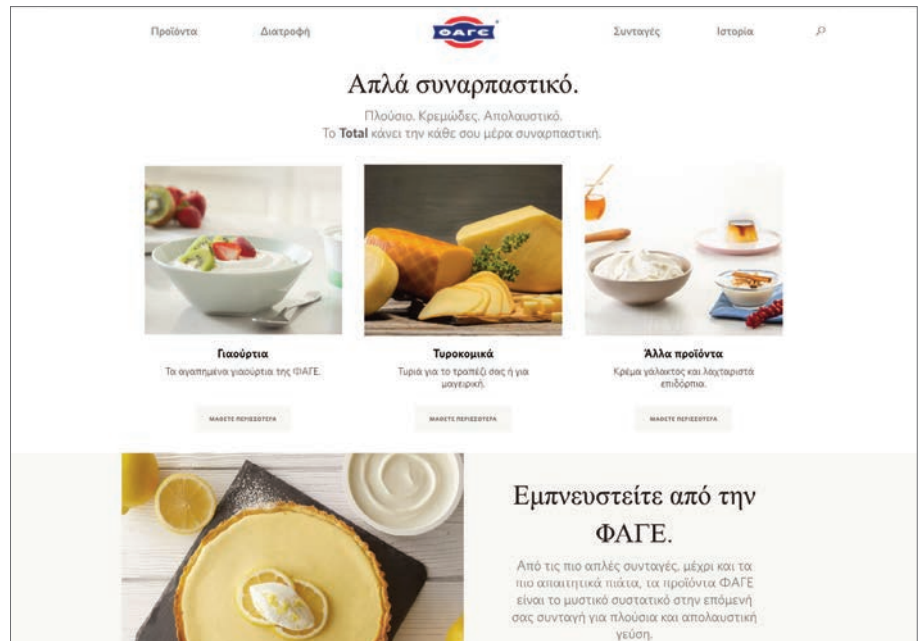 Προϊόντα
Διατροφή
ΦΑΓΕ
Συνταγές
Ιστορία
Απλά συναρπαστικό.
Πλούσιο. Κρεμώδες. Απολαυστικό.
Το Total κάνει την κάθε σου μέρα συναρπαστική.
Γιαούρτια
Τα αγαπημένα γιαούρτια της ΦΑΓΕ.
ΜΑΘΕΤΕ ΠΕΡΙΣΣΟΤΕΡΑ
Τυροκομικά
Τυριά για το τραπέζι σας ή για
μαγειρική.
ΜΑΘΕΤΕ ΠΕΡΙΣΣΟΤΕΡΑ
Άλλα προϊόντα
Κρέμα γάλακτος και λαχταριστά
επιδόρπια.
ΜΑΘΕΤΕ ΠΕΡΙΣΣΟΤΕΡΑ
Εμπνευστείτε από την
ΦΑΓΕ.
Από τις πιο απλές συνταγές, μέχρι και τα
πιο απαιτητικά πιάτα, τα προϊόντα ΦΑΓΕ
είναι το μυστικό συστατικό στην επόμενή
σας συνταγή για πλούσια και απολαυστική
γεύση.